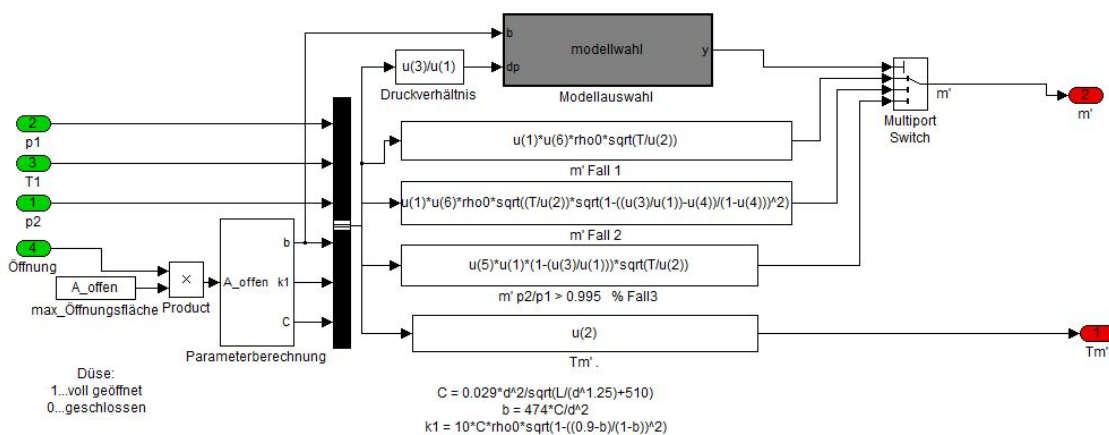 b
dp
modellwahl
y
Modellauswahl
u(3)/u(1)
Druckverhältnis
m'
Multiport
Switch
2
m'
2
p1
3
T1
1
p2
4
Öffnung
A_offen
max_Öffnungsfläche
×
Product
A_offen
b
k1
C
Parameterberechnung
u(1)*u(6)*rho0*sqrt(T/u(2))
m' Fall 1
u(1)*u(6)*rho0*sqrt((T/u(2))*sqrt(1-((u(3)/u(1))-u(4))/(1-u(4)))^2)
m' Fall 2
u(5)*u(1)*(1-(u(3)/u(1)))*sqrt(T/u(2))
m' p2/p1 > 0.995 % Fall3
u(2)
Tm' .
1
Tm'
Düse:
1...voll geöffnet
0...geschlossen
C = 0.029*d^2/sqrt(L/(d^1.25)+510)
b = 474*C/d^2
k1 = 10*C*rho0*sqrt(1-((0.9-b)/(1-b))^2)